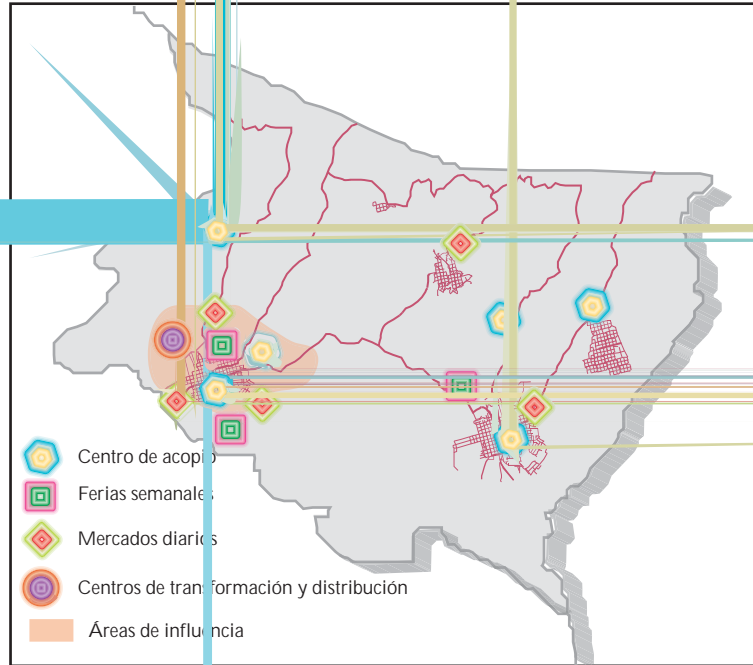 Centro de acopio
Ferias semanales
Mercados diarios
Centros de transformación y distribución
Áreas de influencia